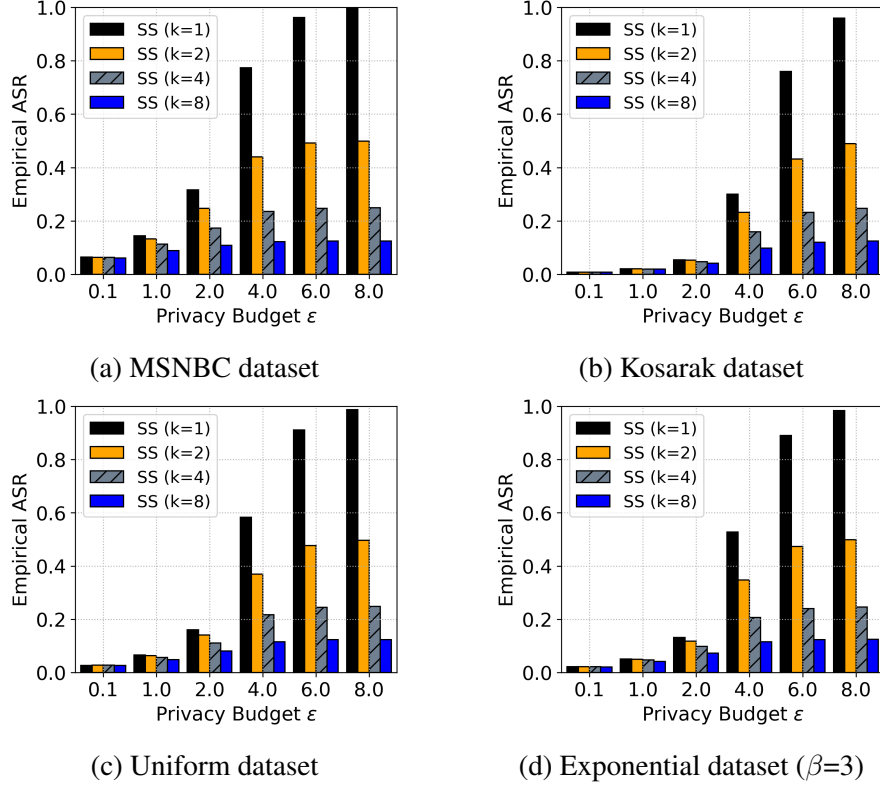 1.0
0.8
0.6
0.4
0.2
0.0
Empirical ASR
SS (k=1)
SS (k=2)
SS (k=4)
SS (k=8)
0.1 1.0 2.0 4.0 6.0 8.0
Privacy Budget ε
(a) MSNBC dataset
1.0
0.8
0.6
0.4
0.2
0.0
Empirical ASR
SS (k=1)
SS (k=2)
SS (k=4)
SS (k=8)
0.1 1.0 2.0 4.0 6.0 8.0
Privacy Budget ε
(b) Kosarak dataset
1.0
0.8
0.6
0.4
0.2
0.0
Empirical ASR
SS (k=1)
SS (k=2)
SS (k=4)
SS (k=8)
0.1 1.0 2.0 4.0 6.0 8.0
Privacy Budget ε
(c) Uniform dataset
1.0
0.8
0.6
0.4
0.2
0.0
Empirical ASR
SS (k=1)
SS (k=2)
SS (k=4)
SS (k=8)
0.1 1.0 2.0 4.0 6.0 8.0
Privacy Budget ε
(d) Exponential dataset (β=3)